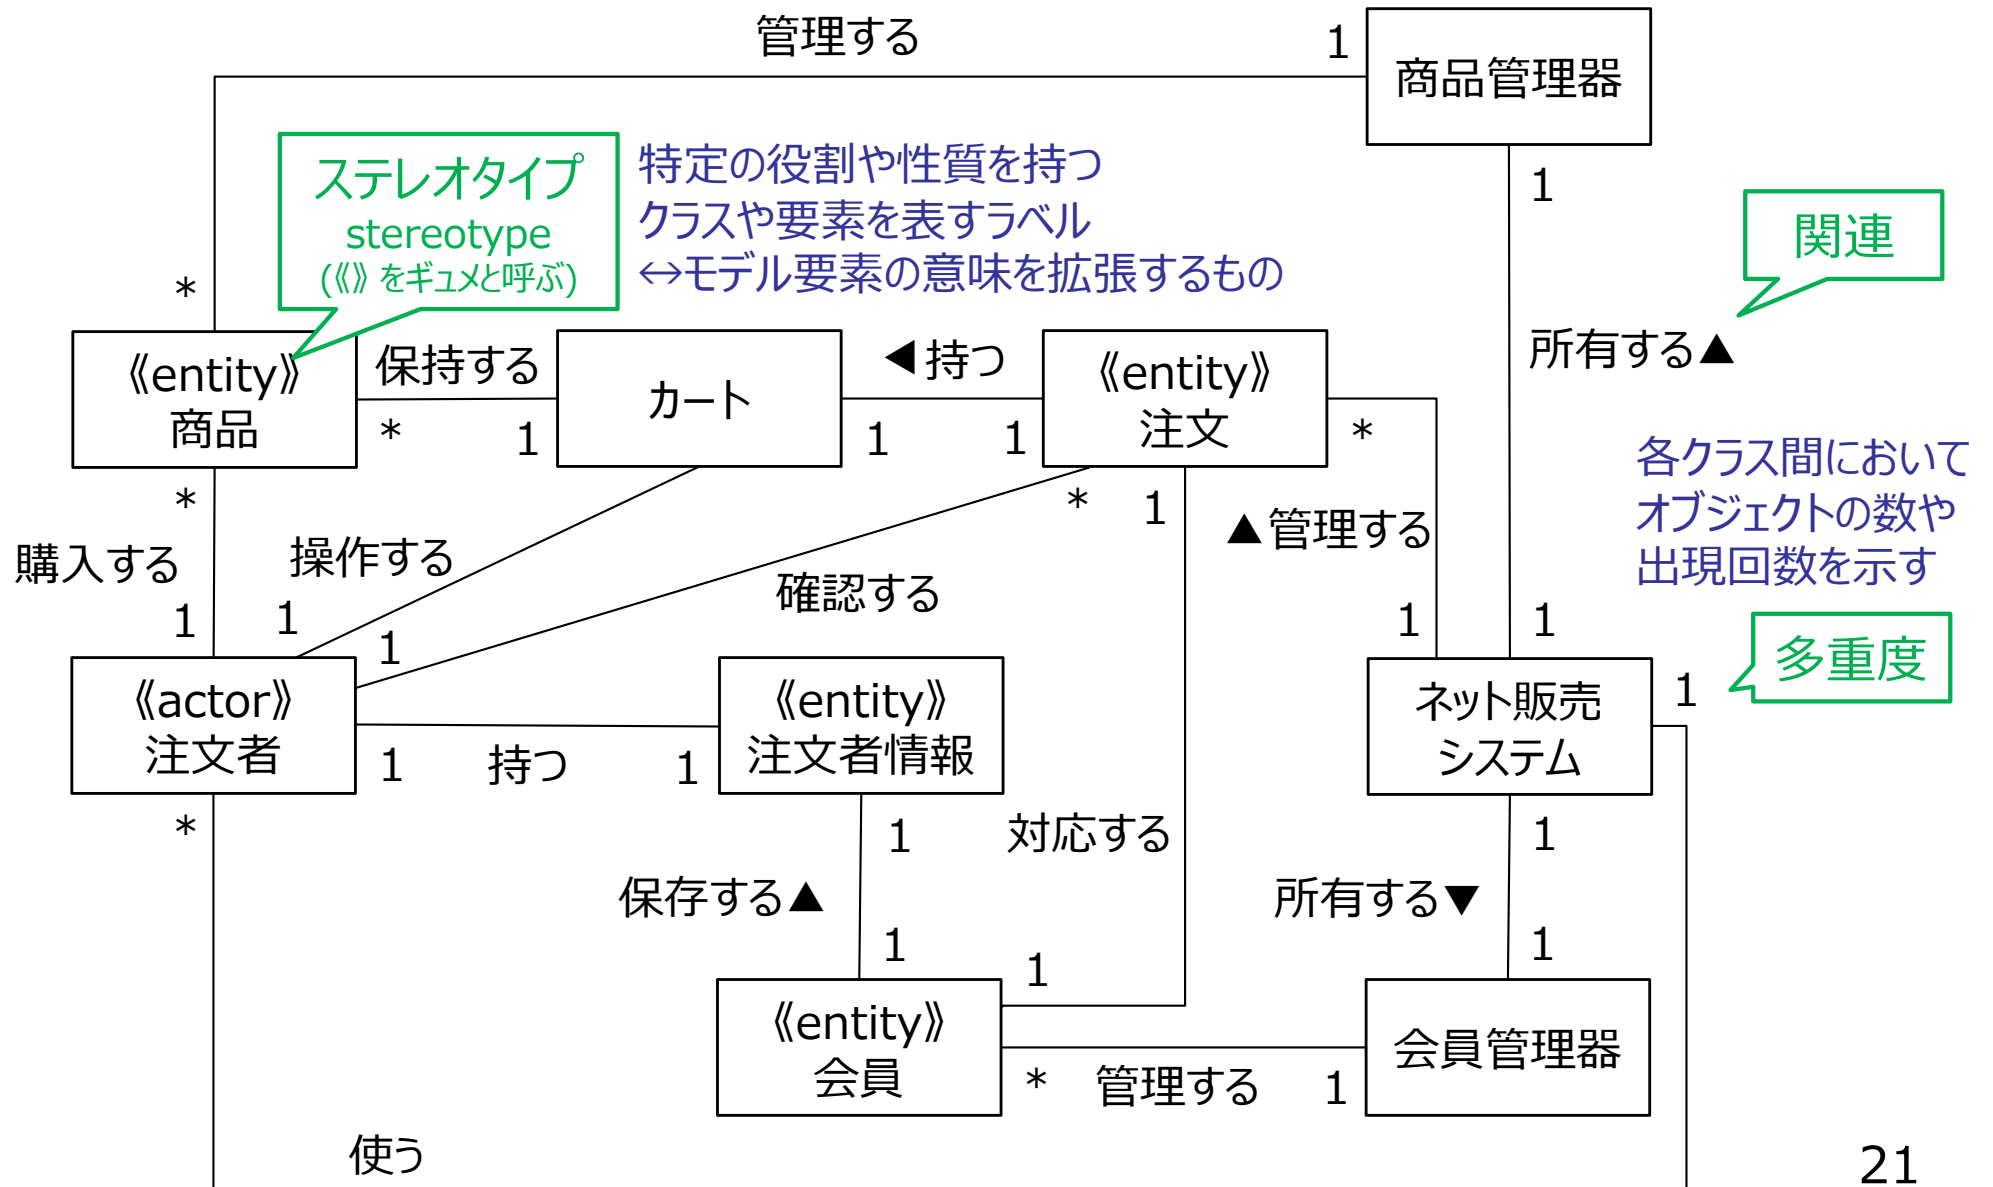 管理する
1
商品管理器
ステレオタイプ
stereotype
(《》をギュメと呼ぶ)
特定の役割や性質を持つ
クラスや要素を表すラベル
↔モデル要素の意味を拡張するもの
1
関連
*
《entity》
商品
保持する
*
1
カート
◀持つ
1
1
《entity》
注文
*
所有する▲
各クラス間において
オブジェクトの数や
出現回数を示す
*
購入する
1
操作する
1
確認する
1
*
1
▲管理する
1
1
多重度
《actor》
注文者
1
持つ
1
《entity》
注文者情報
ネット販売
システム
1
*
1
対応する
1
保存する▲
所有する▼
1
1
1
《entity》
会員
*
管理する
1
会員管理器
使う
21